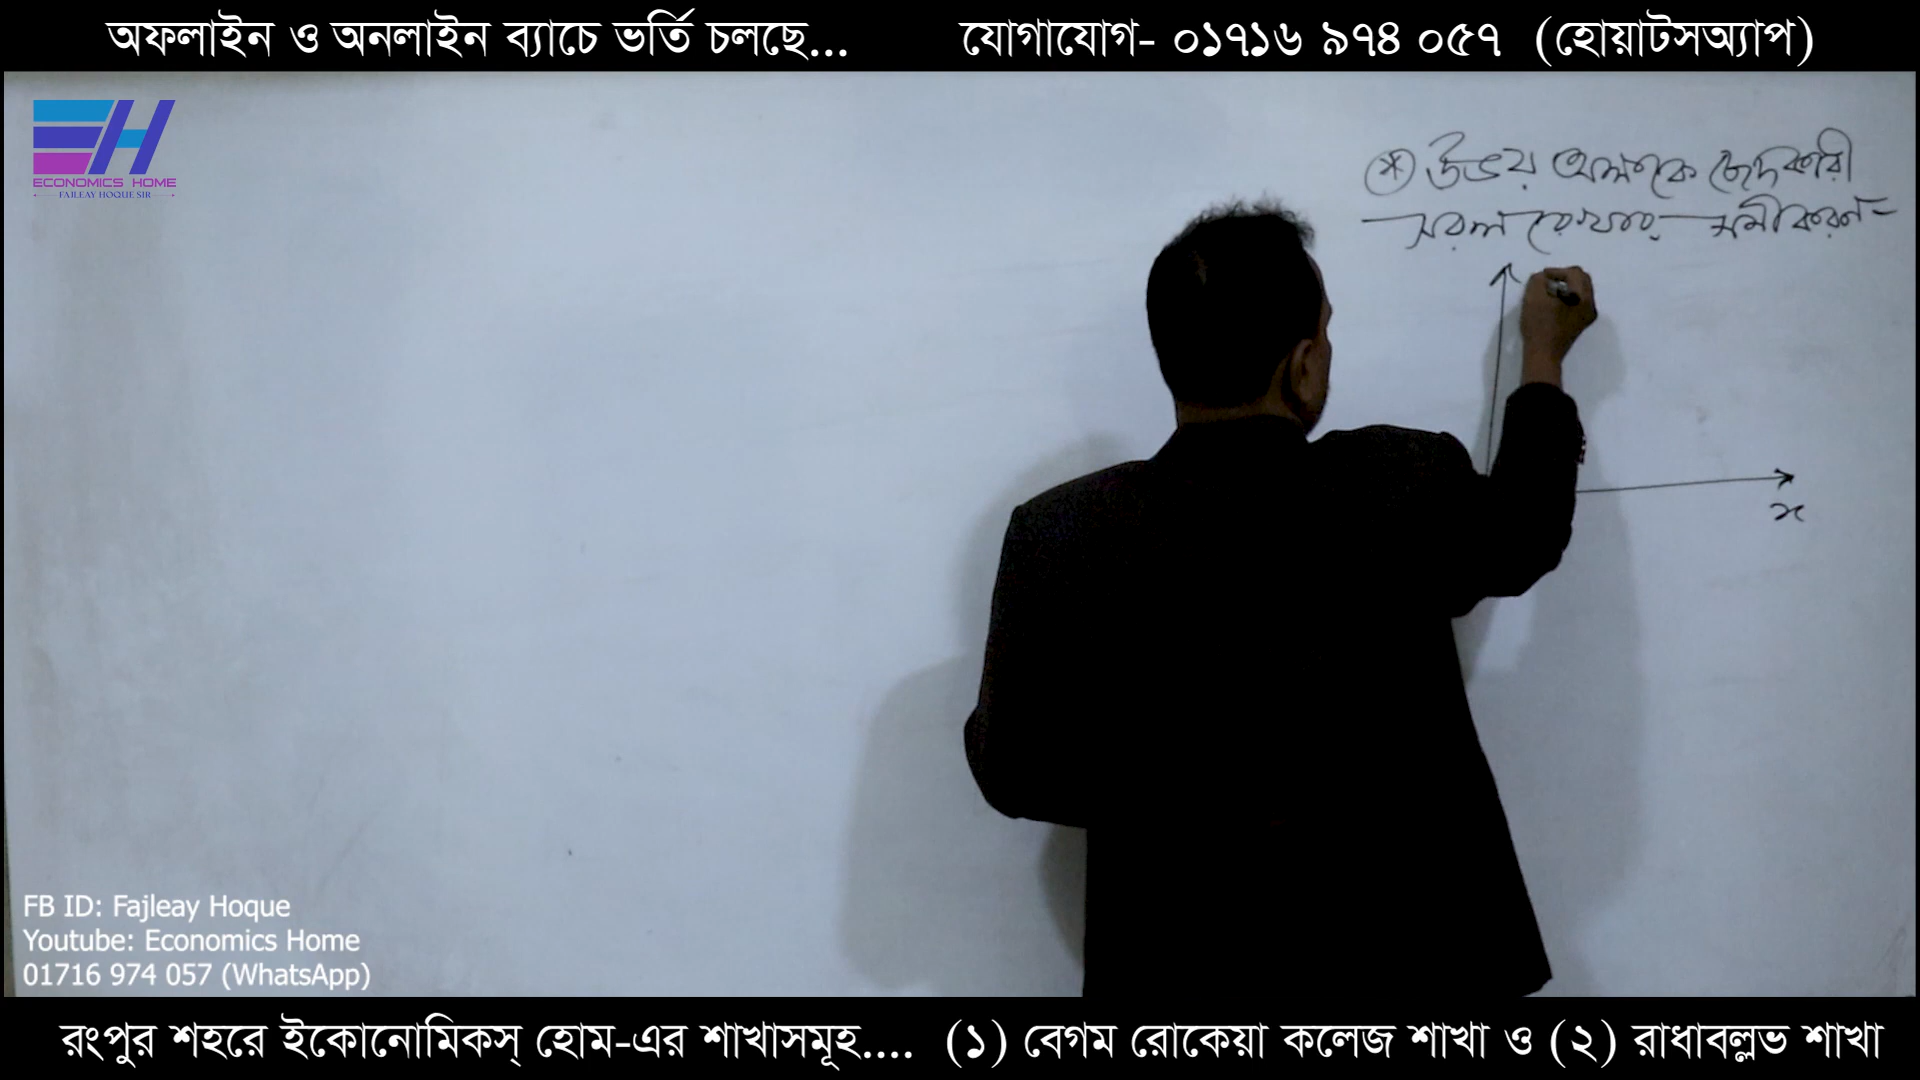 অফলাইন ও অনলাইন ব্যাচে ভর্তি চলছে... যোগাযোগ- ০১৭১৬ ৯৭৪ ০৫৭ (হোয়াটসঅ্যাপ)
EH
ECONOMICS HOME
FAJLEAY HOQUE SIR
উভয় অক্ষকে ছেদকারী
সরল রেখার সমীকরণ-
x
FB ID: Fajleay Hoque
Youtube: Economics Home
01716 974 057 (WhatsApp)
রংপুর শহরে ইকোনোমিকস্ হোম-এর শাখাসমূহ.... (১) বেগম রোকেয়া কলেজ শাখা ও (২) রাধাবল্লভ শাখা